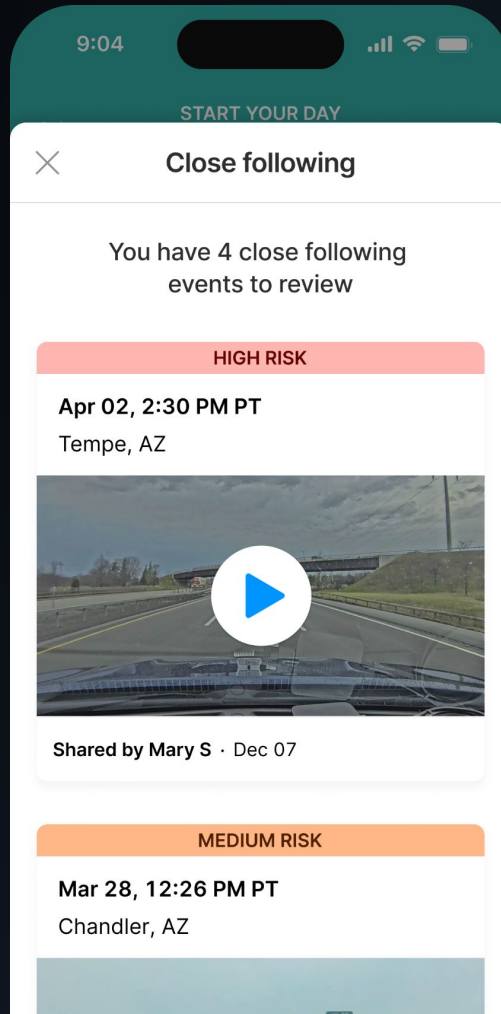 9:04
START YOUR DAY
Close following
You have 4 close following
events to review
HIGH RISK
Apr 02, 2:30 PM PT
Tempe, AZ
Shared by Mary S · Dec 07
MEDIUM RISK
Mar 28, 12:26 PM PT
Chandler, AZ